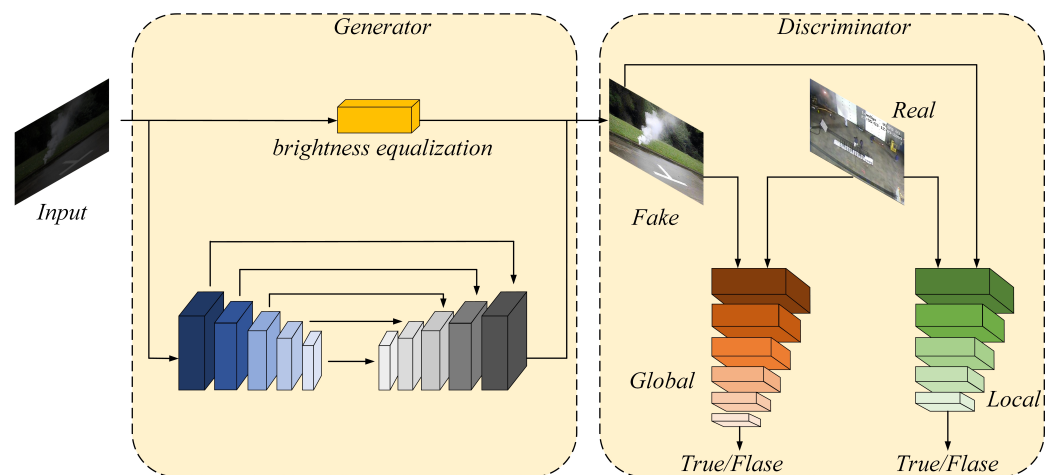 Generator
Discriminator
Input
brightness equalization
Fake
Real
Global
Local
True/Flase
True/Flase